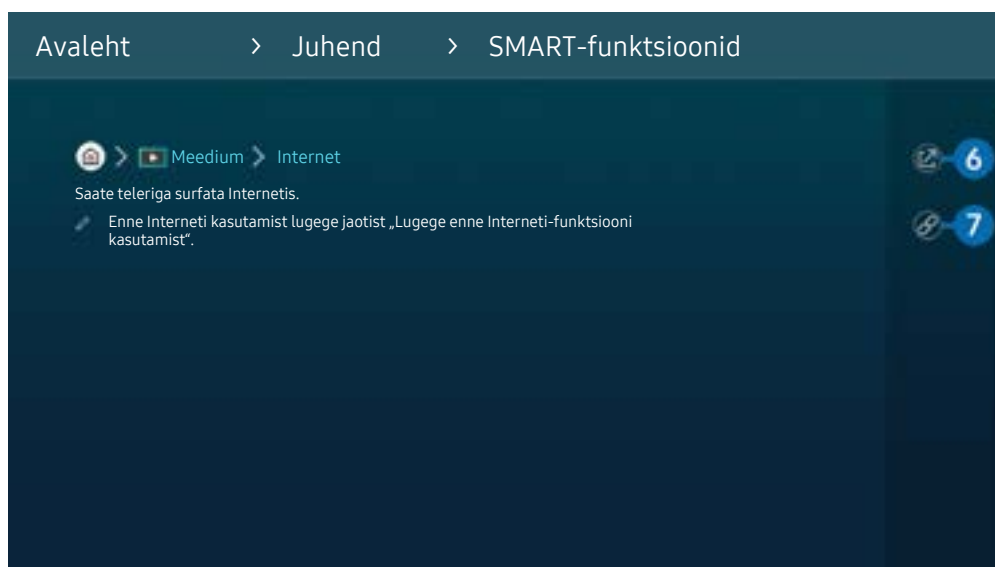 Avaleht > Juhend > SMART-funktsioonid
> Meedium > Internet
6
Saate teleriga surfata Internetis.
Enne Interneti kasutamist lugege jaotist „Lugege enne Interneti-funktsiooni
kasutamist“.
7